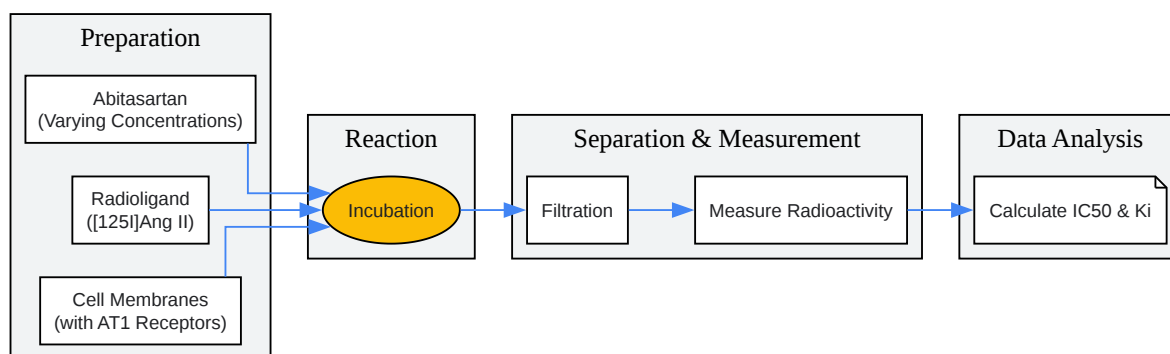 Preparation
Abitasartan
(Varying Concentrations)
Radioligand
([125I]Ang II)
Cell Membranes
(with AT1 Receptors)
Reaction
Incubation
Separation & Measurement
Filtration
Measure Radioactivity
Data Analysis
Calculate IC50 & Ki